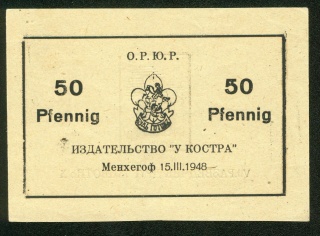 О.Р.Ю.Р.
50 Pfennig
50 Pfennig
ИЗДАТЕЛЬСТВО "У КОСТРА"
Менхегоф 15.III.1948